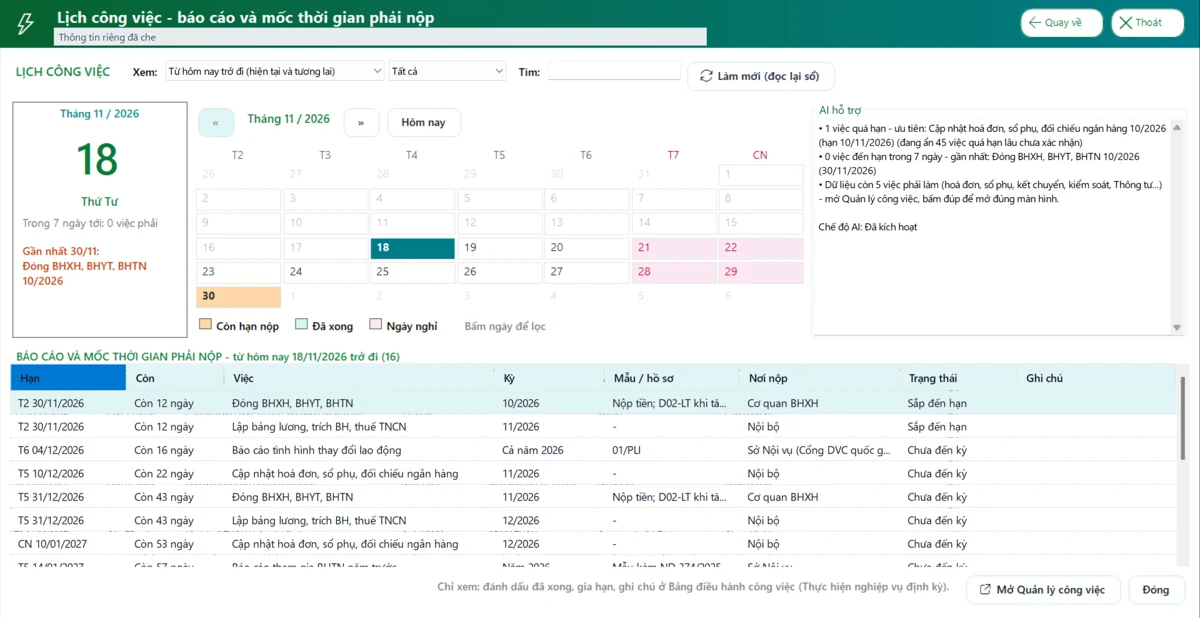 Lịch công việc - báo cáo và mốc thời gian phải nộp
Thông tin riêng đã che
Quay về
Thoát
LỊCH CÔNG VIỆC Xem: Từ hôm nay trở đi (hiện tại và tương lai) Tất cả Tìm: Làm mới (đọc lại sổ)
Tháng 11 / 2026
18
Thứ Tư
Trong 7 ngày tới: 0 việc phải
Gần nhất 30/11:
Đóng BHXH, BHYT, BHTN
10/2026
« Tháng 11 / 2026 » Hôm nay
T2 T3 T4 T5 T6 T7 CN
26 27 28 29 30 31 1
2 3 4 5 6 7 8
9 10 11 12 13 14 15
16 17 18 19 20 21 22
23 24 25 26 27 28 29
30 1 2 3 4 5 6
Còn hạn nộp Đã xong Ngày nghỉ Bấm ngày để lọc
AI hỗ trợ
• 1 việc quá hạn - ưu tiên: Cập nhật hoá đơn, sổ phụ, đối chiếu ngân hàng 10/2026
(hạn 10/11/2026) (đang ẩn 45 việc quá hạn lâu chưa xác nhận)
• 0 việc đến hạn trong 7 ngày - gần nhất: Đóng BHXH, BHYT, BHTN 10/2026
(30/11/2026)
• Dữ liệu còn 5 việc phải làm (hoá đơn, sổ phụ, kết chuyển, kiểm soát, Thông tư...)
- mở Quản lý công việc, bấm đúp để mở đúng màn hình.
Chế độ AI: Đã kích hoạt
BÁO CÁO VÀ MỐC THỜI GIAN PHẢI NỘP - từ hôm nay 18/11/2026 trở đi (16)
Hạn Còn Việc Kỳ Mẫu / hồ sơ Nơi nộp Trạng thái Ghi chú
T2 30/11/2026 Còn 12 ngày Đóng BHXH, BHYT, BHTN 10/2026 Nộp tiền; D02-LT khi tă... Cơ quan BHXH Sắp đến hạn
T2 30/11/2026 Còn 12 ngày Lập bảng lương, trích BH, thuế TNCN 11/2026 - Nội bộ Sắp đến hạn
T6 04/12/2026 Còn 16 ngày Báo cáo tình hình thay đổi lao động Cả năm 2026 01/PLI Sở Nội vụ (Cổng DVC quốc g... Chưa đến kỳ
T5 10/12/2026 Còn 22 ngày Cập nhật hoá đơn, sổ phụ, đối chiếu ngân hàng 11/2026 - Nội bộ Chưa đến kỳ
T5 31/12/2026 Còn 43 ngày Đóng BHXH, BHYT, BHTN 11/2026 Nộp tiền; D02-LT khi tă... Cơ quan BHXH Chưa đến kỳ
T5 31/12/2026 Còn 43 ngày Lập bảng lương, trích BH, thuế TNCN 12/2026 - Nội bộ Chưa đến kỳ
CN 10/01/2027 Còn 53 ngày Cập nhật hoá đơn, sổ phụ, đối chiếu ngân hàng 12/2026 - Nội bộ Chưa đến kỳ
T5 14/01/2027 Còn 57 ngày Báo cáo tham gia BHTN năm trước Năm 2026 Sở Nội vụ Chưa đến kỳ
Chỉ xem: đánh dấu đã xong, gia hạn, ghi chú ở Bảng điều hành công việc (Thực hiện nghiệp vụ định kỳ). Mở Quản lý công việc Đóng